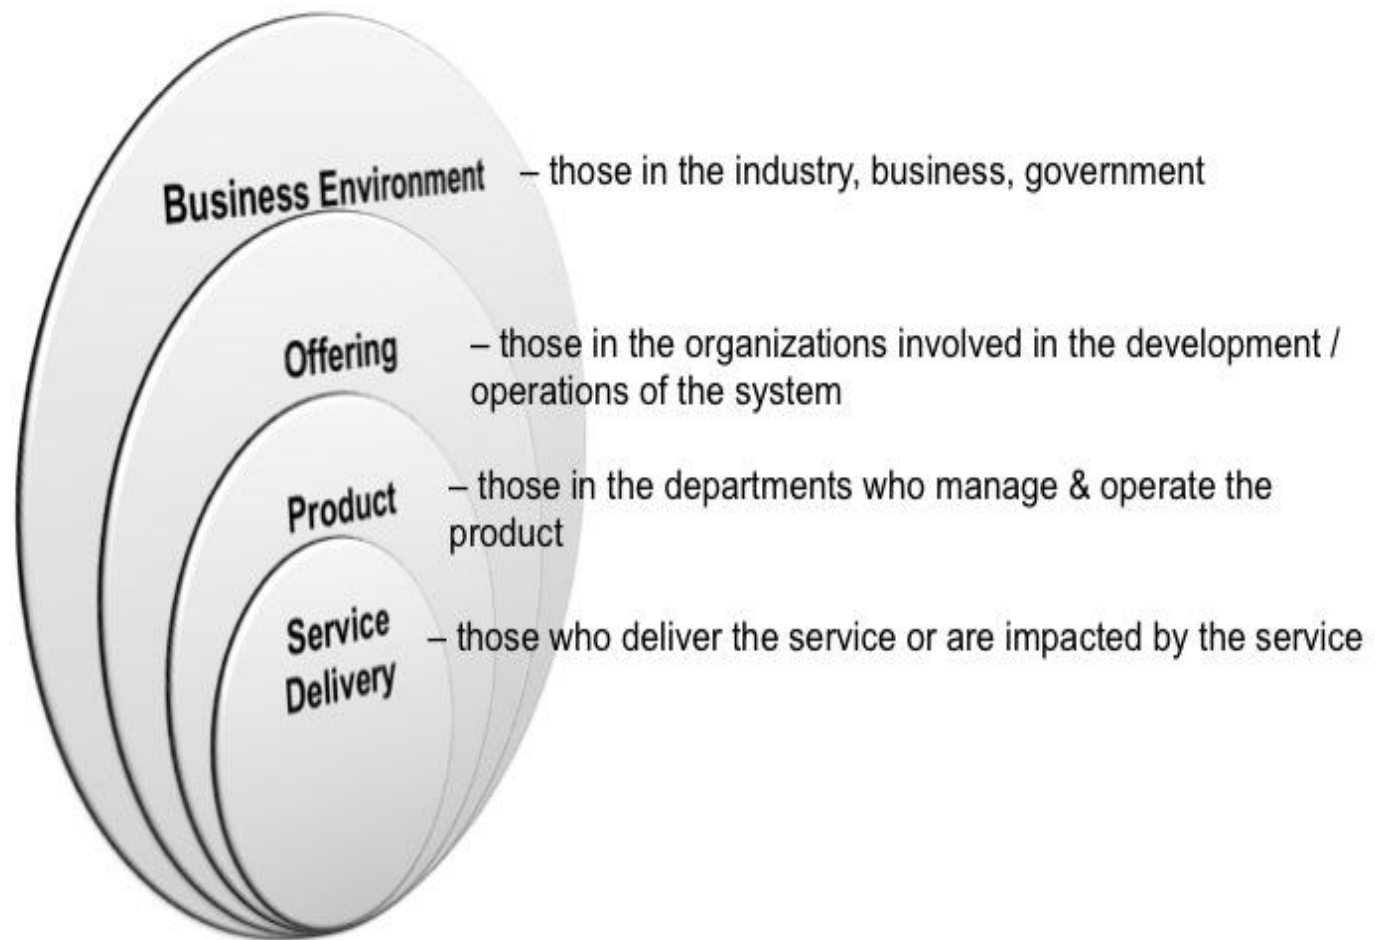 Business Environment – those in the industry, business, government
Offering – those in the organizations involved in the development /
operations of the system
Product – those in the departments who manage & operate the
product
Service
Delivery – those who deliver the service or are impacted by the service